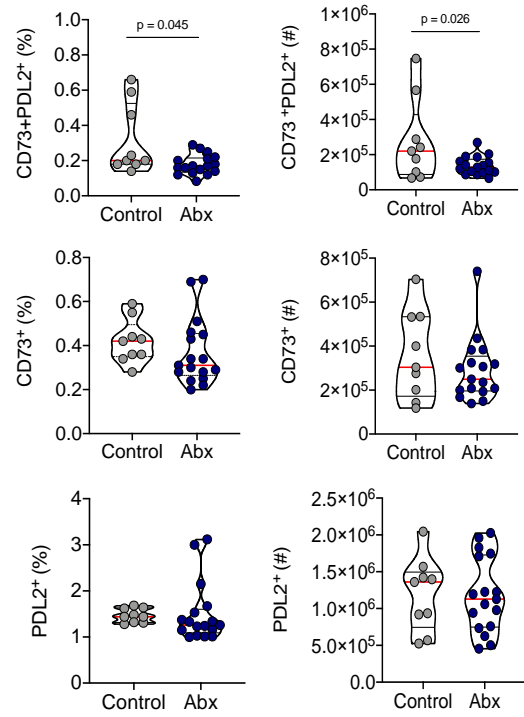 p = 0.045
CD73+PDL2⁺ (%)
1.0
0.8
0.6
0.4
0.2
0.0
Control Abx
p = 0.026
CD73⁺PDL2⁺ (#)
1×10⁶
8×10⁵
6×10⁵
4×10⁵
2×10⁵
0
Control Abx
CD73⁺ (%)
0.8
0.6
0.4
0.2
0.0
Control Abx
CD73⁺ (#)
8×10⁵
6×10⁵
4×10⁵
2×10⁵
0
Control Abx
PDL2⁺ (%)
4
3
2
1
0
Control Abx
PDL2⁺ (#)
2.5×10⁶
2.0×10⁶
1.5×10⁶
1.0×10⁶
5.0×10⁵
0.0
Control Abx